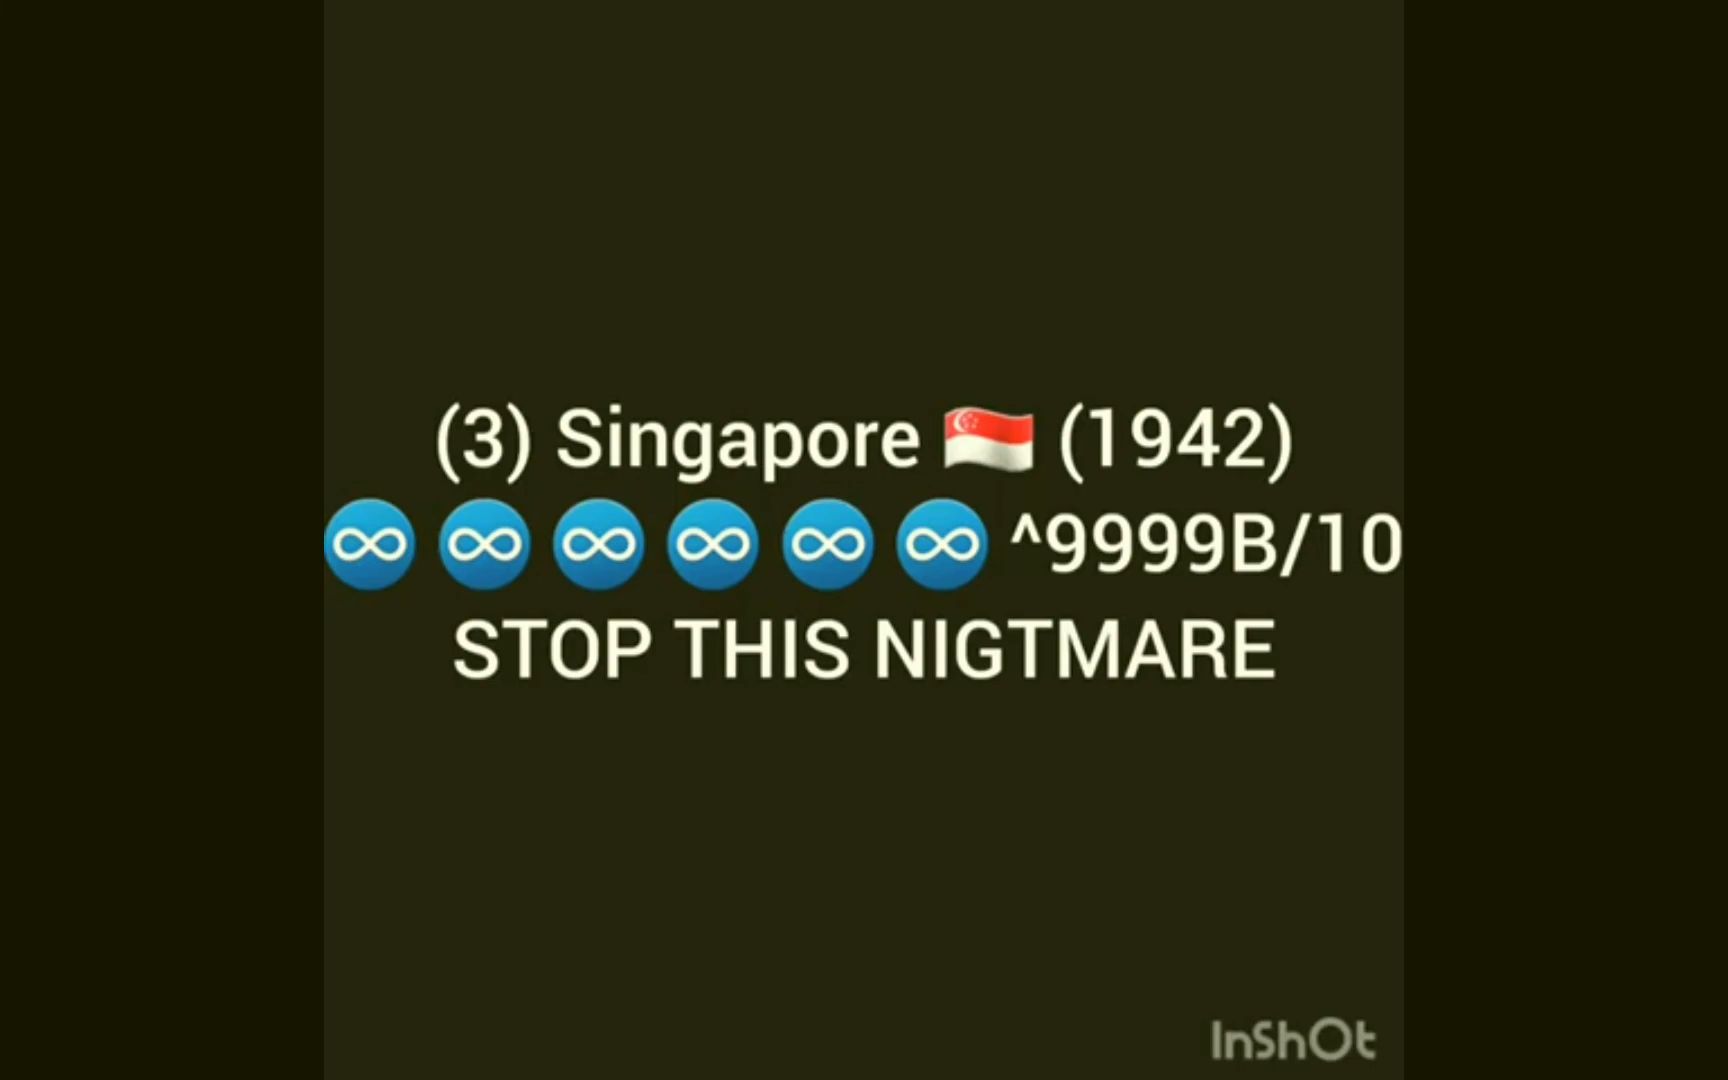 (3) Singapore 🇸🇬 (1942)
♾️ ♾️ ♾️ ♾️ ♾️ ♾️ ^9999B/10
STOP THIS NIGTMARE
InShOt